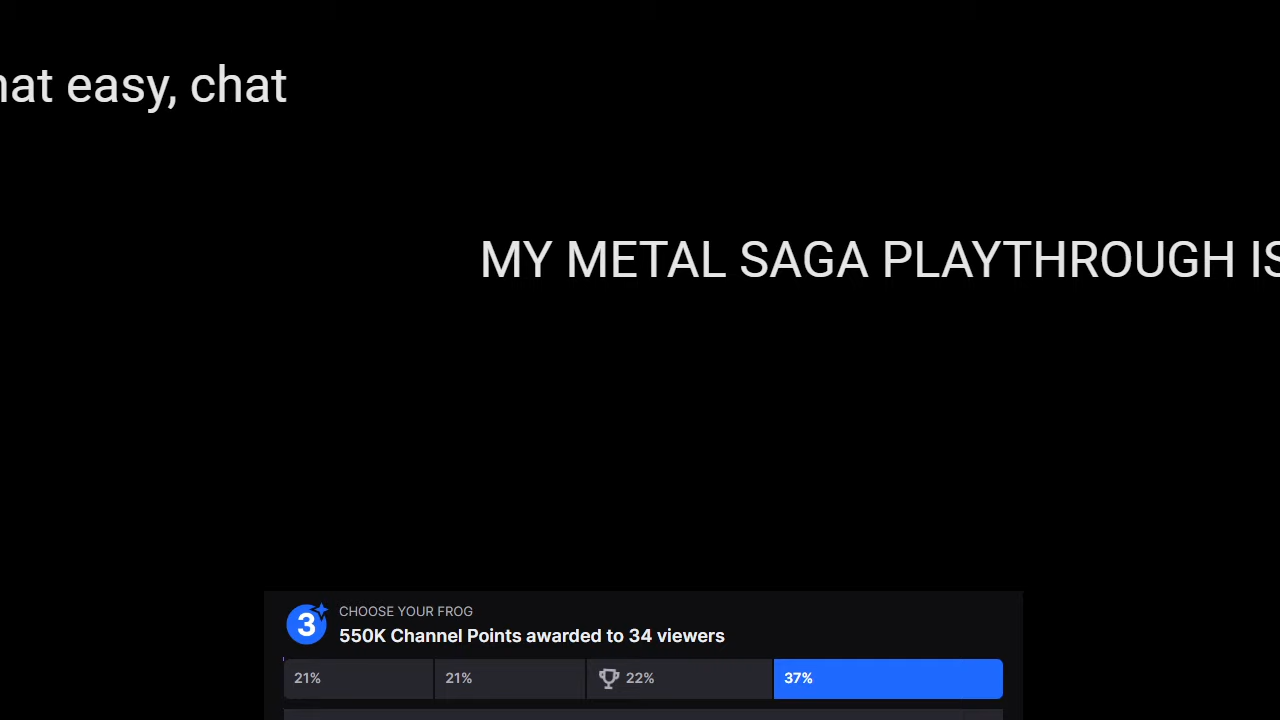 hat easy, chat
MY METAL SAGA PLAYTHROUGH IS
3
CHOOSE YOUR FROG
550K Channel Points awarded to 34 viewers
21% 21% 22% 37%